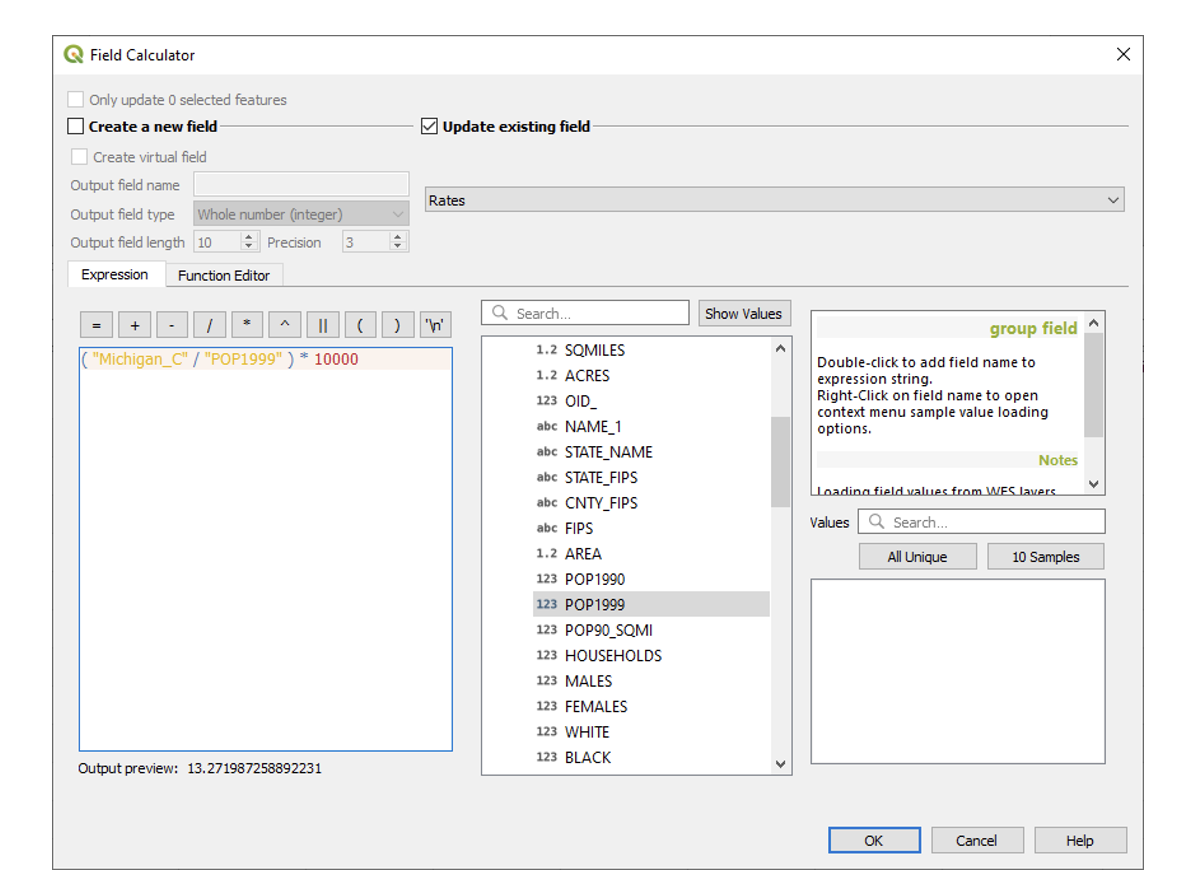 Field Calculator
Only update 0 selected features
Create a new field
Update existing field
Create virtual field
Output field name
Rates
Output field type Whole number (integer)
Output field length 10 Precision 3
Expression Function Editor
= + - / * ^ || ( ) '\n'
Search... Show Values
( "Michigan_C" / "POP1999" ) * 10000
1.2 SQMILES
1.2 ACRES
123 OID_
abc NAME_1
abc STATE_NAME
abc STATE_FIPS
abc CNTY_FIPS
abc FIPS
1.2 AREA
123 POP1990
123 POP1999
123 POP90_SQMI
123 HOUSEHOLDS
123 MALES
123 FEMALES
123 WHITE
123 BLACK
group field
Double-click to add field name to
expression string.
Right-Click on field name to open
context menu sample value loading
options.
Notes
Loading field values from WFS layers
Values Search...
All Unique 10 Samples
Output preview: 13.271987258892231
OK Cancel Help